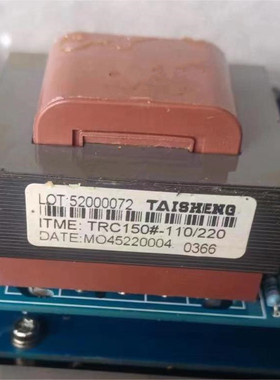 LOT:52000072 TAISHENG
ITME: TRC150#-110/220
DATE:MO45220004 0366